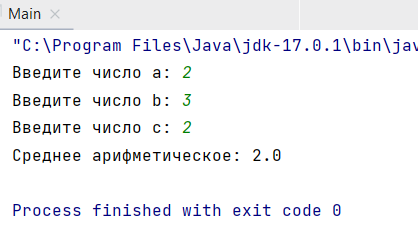 Main
"C:\Program Files\Java\jdk-17.0.1\bin\jav
Введите число a: 2
Введите число b: 3
Введите число c: 2
Среднее арифметическое: 2.0
Process finished with exit code 0